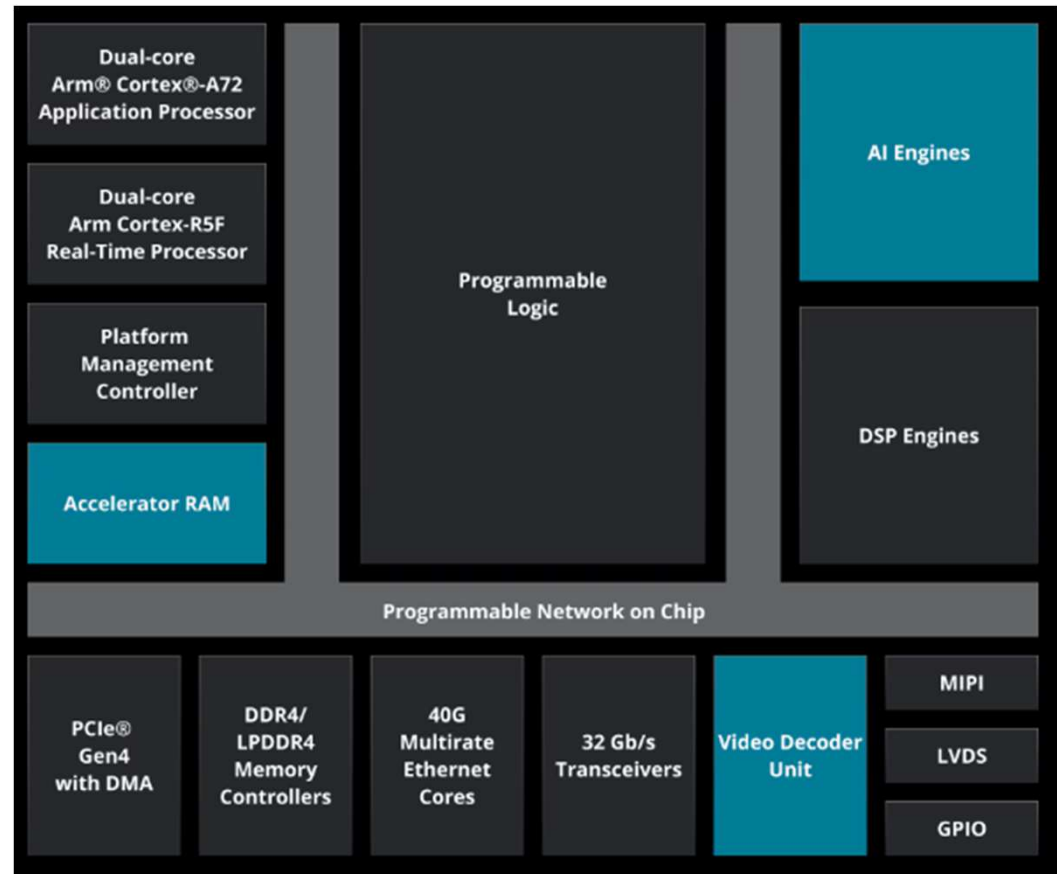 Dual-core
Arm® Cortex®-A72
Application Processor
Dual-core
Arm Cortex-R5F
Real-Time Processor
Platform
Management
Controller
Accelerator RAM
Programmable
Logic
AI Engines
DSP Engines
Programmable Network on Chip
PCIe®
Gen4
with DMA
DDR4/
LPDDR4
Memory
Controllers
40G
Multirate
Ethernet
Cores
32 Gb/s
Transceivers
Video Decoder
Unit
MIPI
LVDS
GPIO